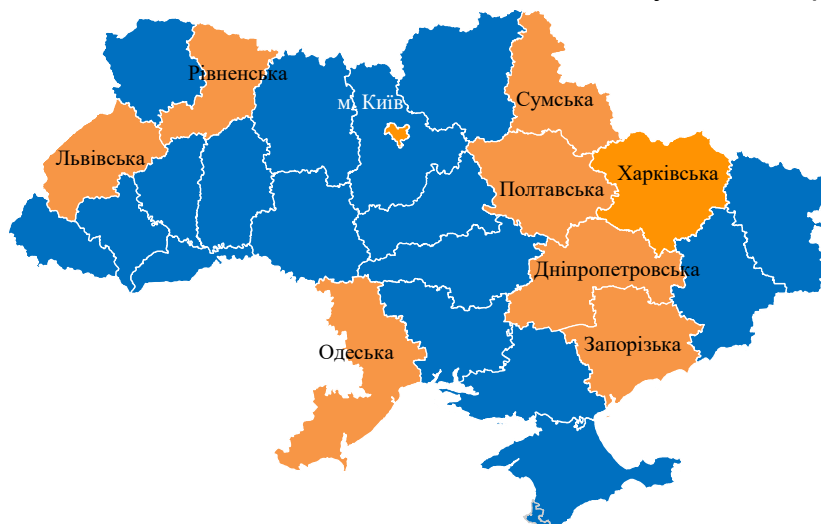 Рівненська
м. Київ
Сумська
Львівська
Полтавська
Харківська
Дніпропетровська
Одеська
Запорізька